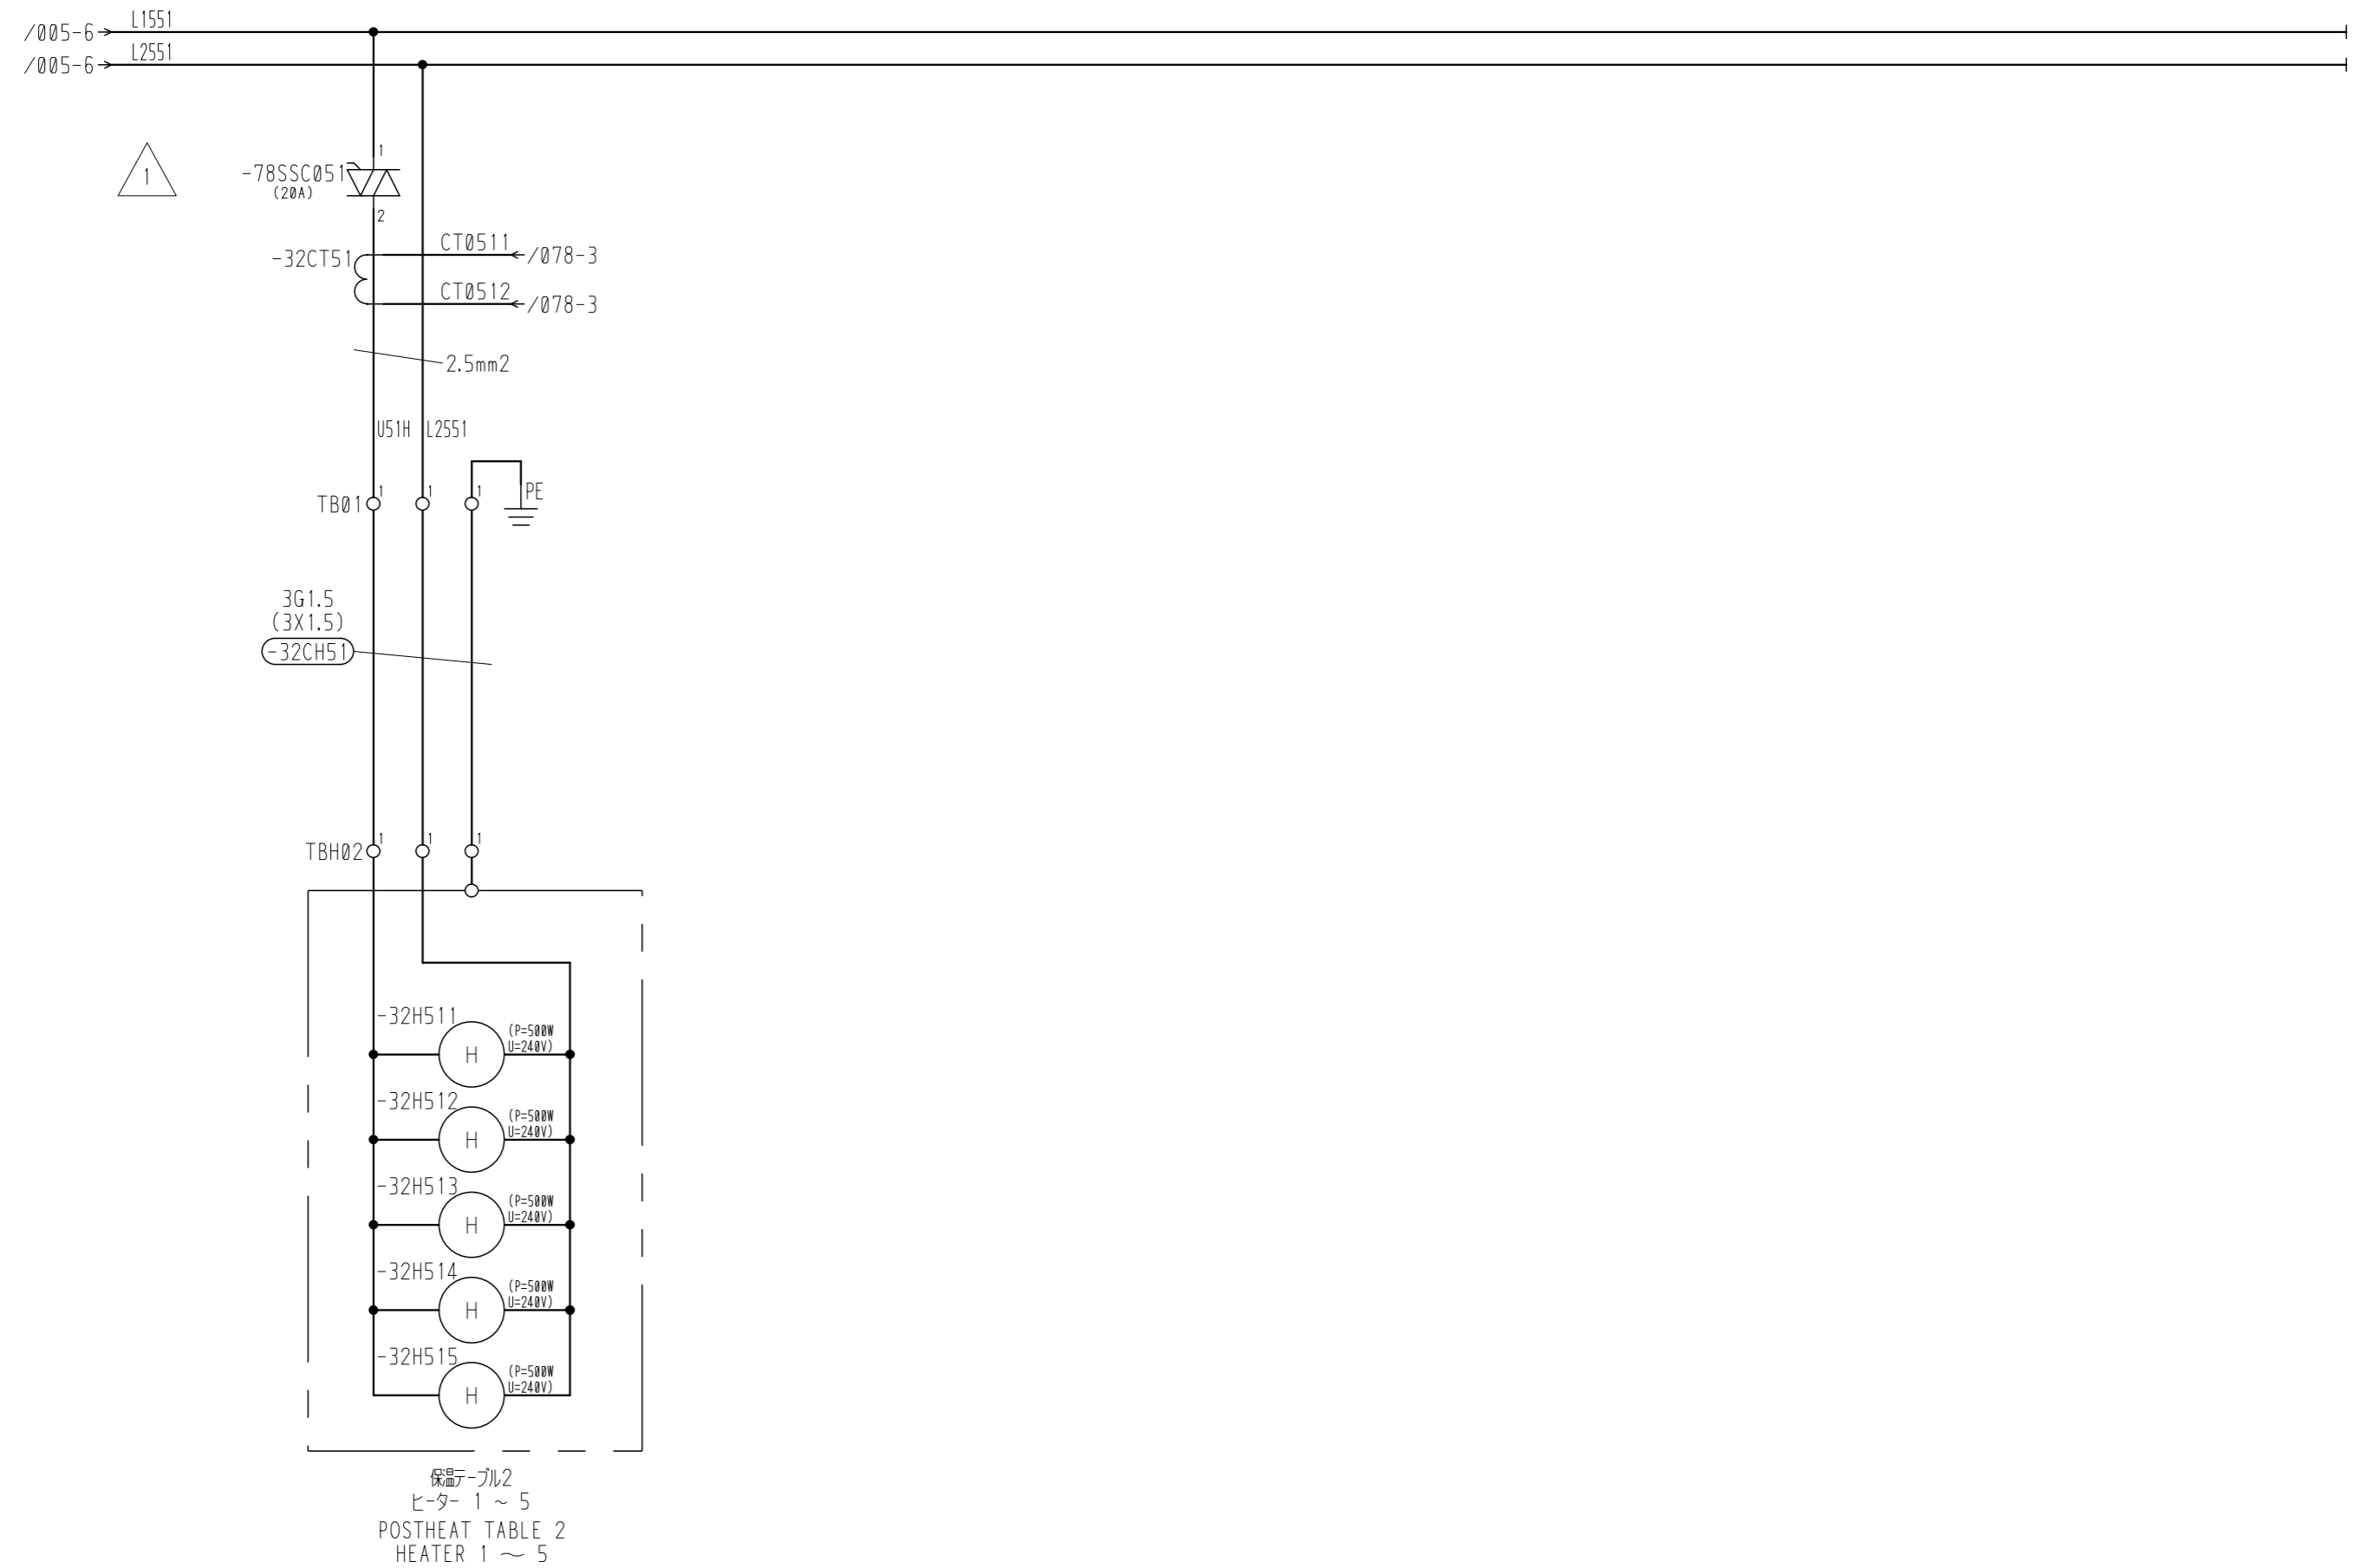 L1551
/005-6
L2551
/005-6
1
1
-78SSC051
(20A)
2
CT0511
-32CT51
/078-3
CT0512
/078-3
2.5mm2
U51H
L2551
PE
TB01
1
1
1
3G1.5
(3X1.5)
-32CH51
TBH02
1
1
1
-32H511
H
(P=500W
U=240V)
-32H512
H
(P=500W
U=240V)
-32H513
H
(P=500W
U=240V)
-32H514
H
(P=500W
U=240V)
-32H515
H
(P=500W
U=240V)
保温テーブル2
ヒーター 1 ～ 5
POSTHEAT TABLE 2
HEATER 1 ～ 5